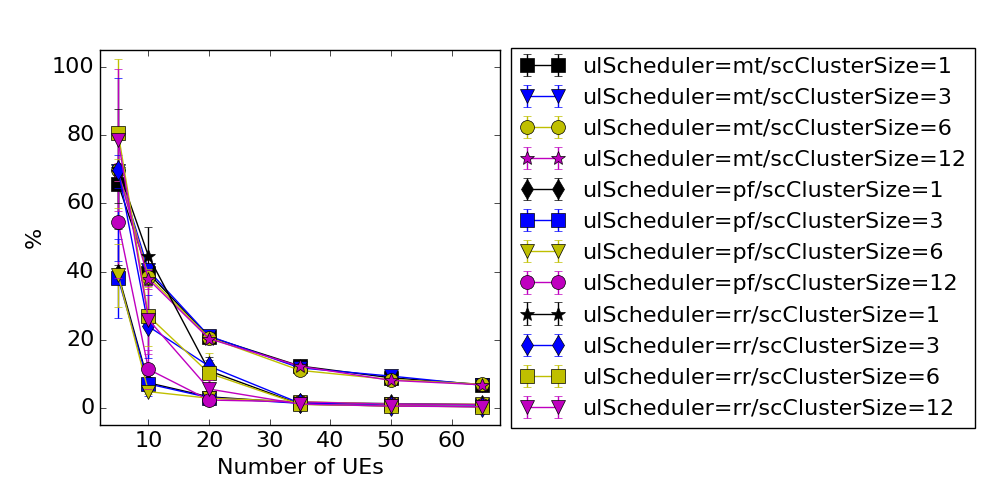 100
80
60
40
20
0
%
10 20 30 40 50 60
Number of UEs
ulScheduler=mt/scClusterSize=1
ulScheduler=mt/scClusterSize=3
ulScheduler=mt/scClusterSize=6
ulScheduler=mt/scClusterSize=12
ulScheduler=pf/scClusterSize=1
ulScheduler=pf/scClusterSize=3
ulScheduler=pf/scClusterSize=6
ulScheduler=pf/scClusterSize=12
ulScheduler=rr/scClusterSize=1
ulScheduler=rr/scClusterSize=3
ulScheduler=rr/scClusterSize=6
ulScheduler=rr/scClusterSize=12